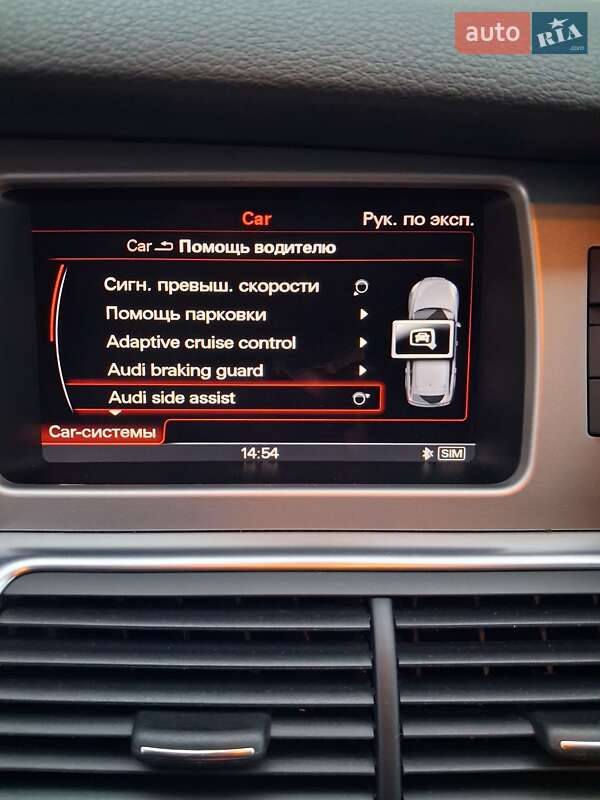 auto RIA .com
Car Рук. по эксп.
Car Помощь водителю
Сигн. превыш. скорости
Помощь парковки
Adaptive cruise control
Audi braking guard
Audi side assist
Car-системы
14:54 SIM